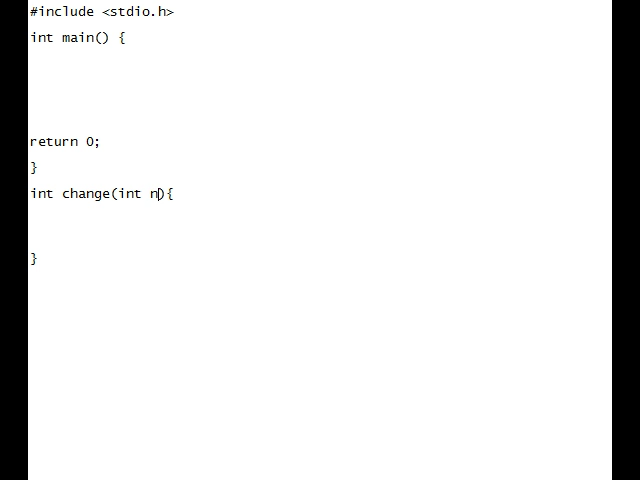 #include <stdio.h>
int main() {
return 0;
}
int change(int n){
}